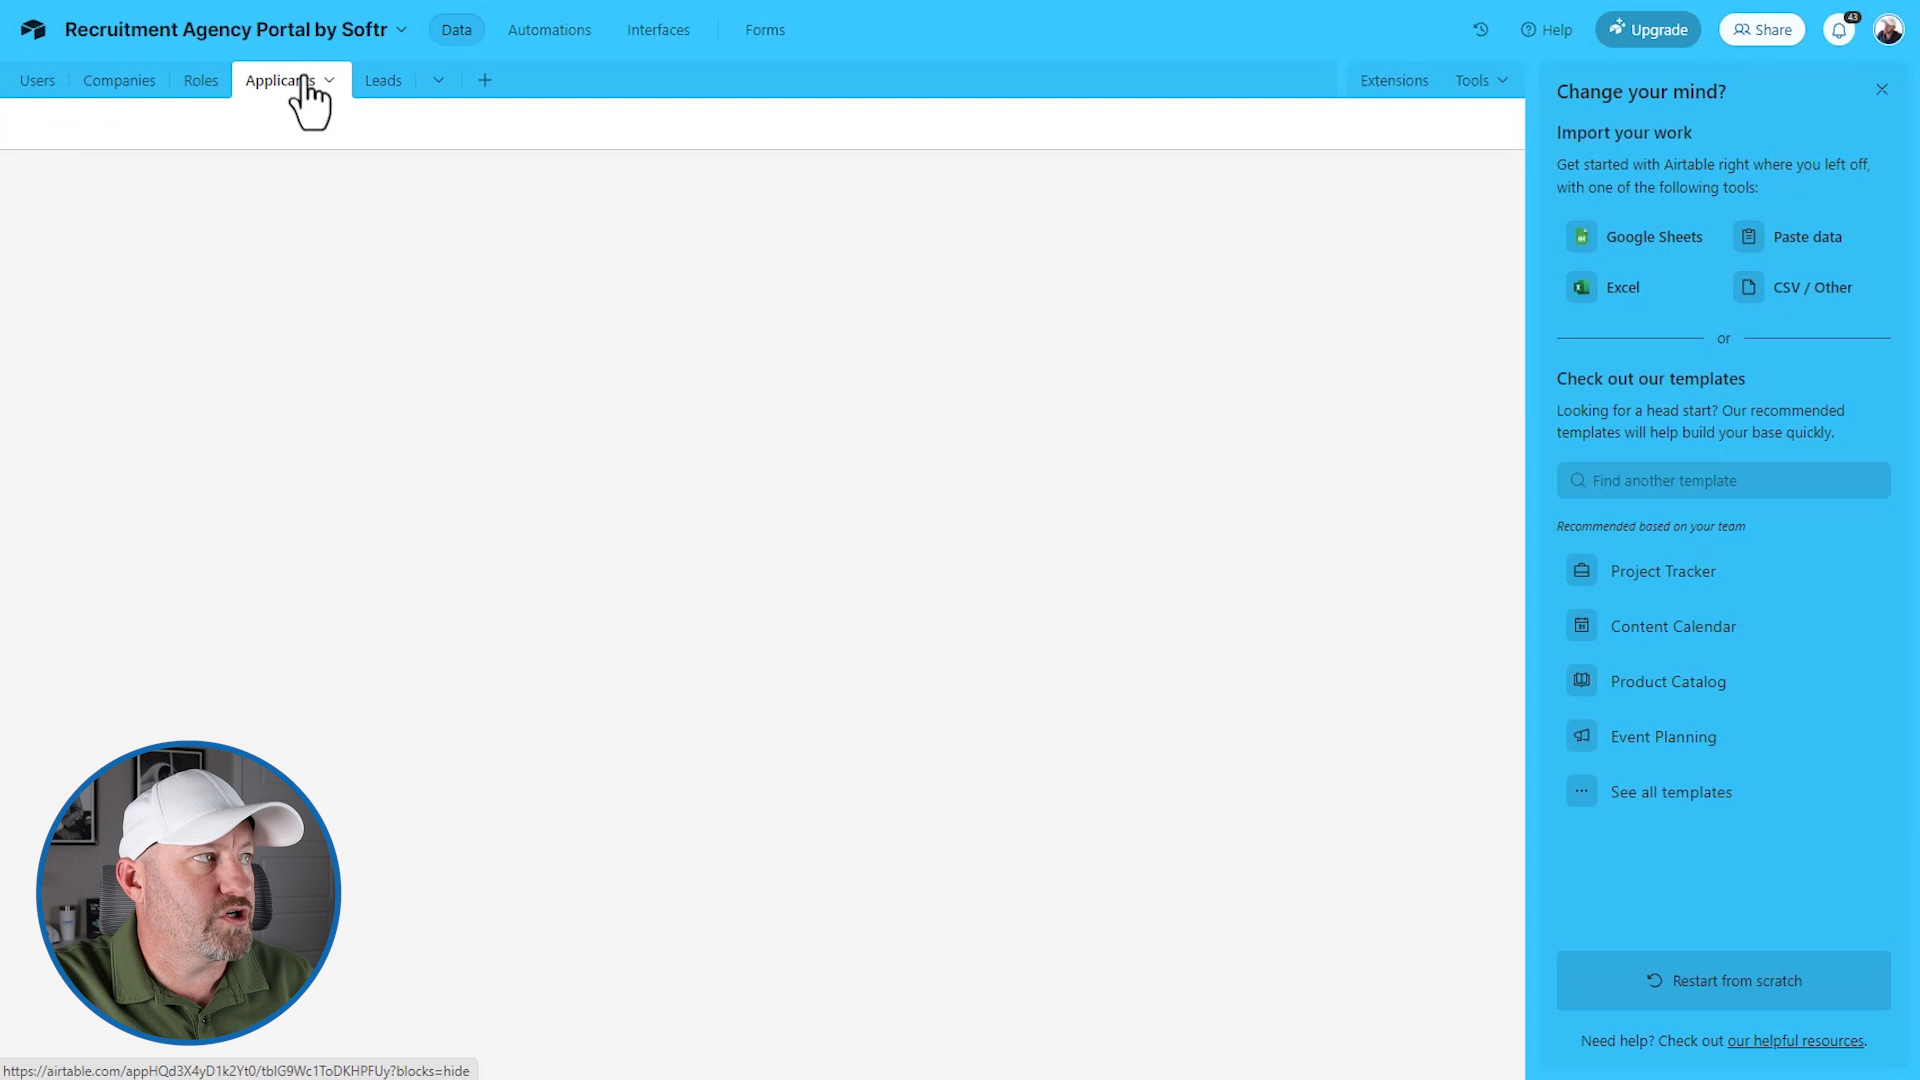 Recruitment Agency Portal by Softr
Data
Automations
Interfaces
Forms
Help
Upgrade
Share
43
Users
Companies
Roles
Applicants
Leads
Extensions
Tools
Change your mind?
Import your work
Get started with Airtable right where you left off,
with one of the following tools:
Google Sheets
Paste data
Excel
CSV / Other
or
Check out our templates
Looking for a head start? Our recommended
templates will help build your base quickly.
Find another template
Recommended based on your team
Project Tracker
Content Calendar
Product Catalog
Event Planning
See all templates
Restart from scratch
Need help? Check out our helpful resources.
https://airtable.com/appHQd3X4yD1k2Yt0/tblG9Wc1ToDKHPFUy?blocks=hide